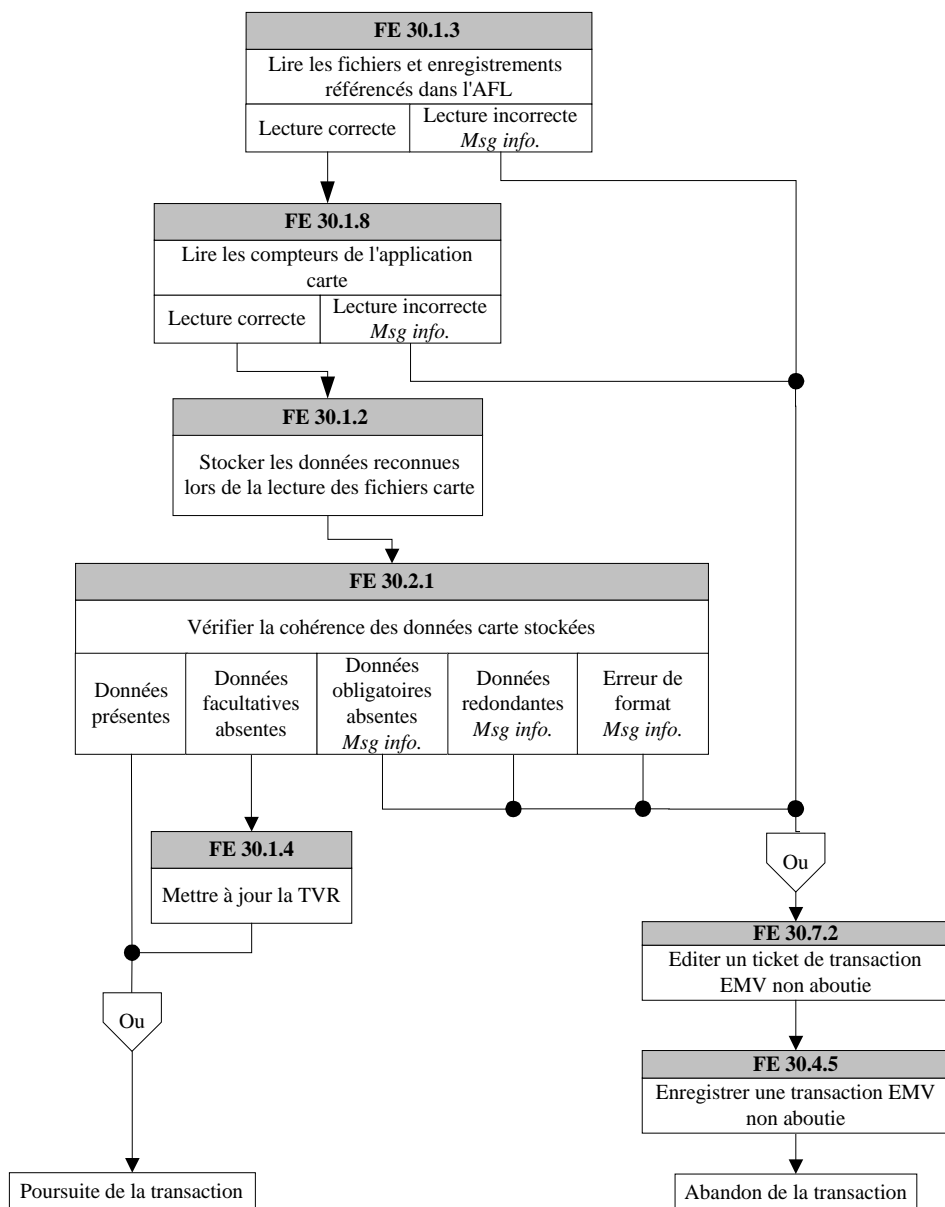 FE 30.1.3
Lire les fichiers et enregistrements
référencés dans l'AFL
Lecture correcte
Lecture incorrecte
Msg info.
FE 30.1.8
Lire les compteurs de l'application
carte
Lecture correcte
Lecture incorrecte
Msg info.
FE 30.1.2
Stocker les données reconnues
lors de la lecture des fichiers carte
FE 30.2.1
Vérifier la cohérence des données carte stockées
Données
présentes
Données
facultatives
absentes
Données
obligatoires
absentes
Msg info.
Données
redondantes
Msg info.
Erreur de
format
Msg info.
FE 30.1.4
Mettre à jour la TVR
Ou
Ou
FE 30.7.2
Editer un ticket de transaction
EMV non aboutie
FE 30.4.5
Enregistrer une transaction EMV
non aboutie
Poursuite de la transaction
Abandon de la transaction